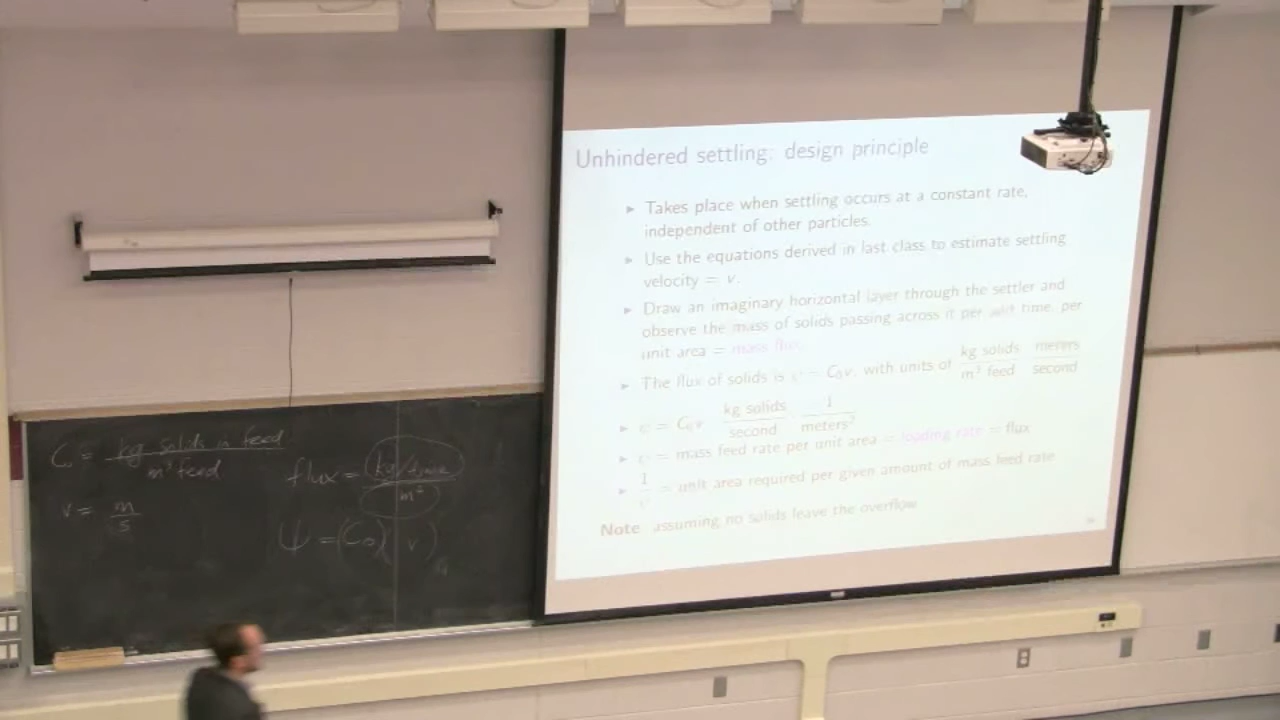 C₀ = kg solids in feed
m³ feed
v = m
s
flux = kg/time
m²
Ψ = (C₀)( v )
Unhindered settling: design principle
▸ Takes place when settling occurs at a constant rate,
independent of other particles.
▸ Use the equations derived in last class to estimate settling
velocity = v.
▸ Draw an imaginary horizontal layer through the settler and
observe the mass of solids passing across it per unit time, per
unit area = mass flux
▸ The flux of solids is ψ = C₀v, with units of kg solids / m³ feed · meters / second
▸ ψ = C₀v kg solids / second · 1 / meters²
▸ ψ = mass feed rate per unit area = loading rate = flux
▸ 1 / ψ = unit area required per given amount of mass feed rate
Note: assuming no solids leave the overflow